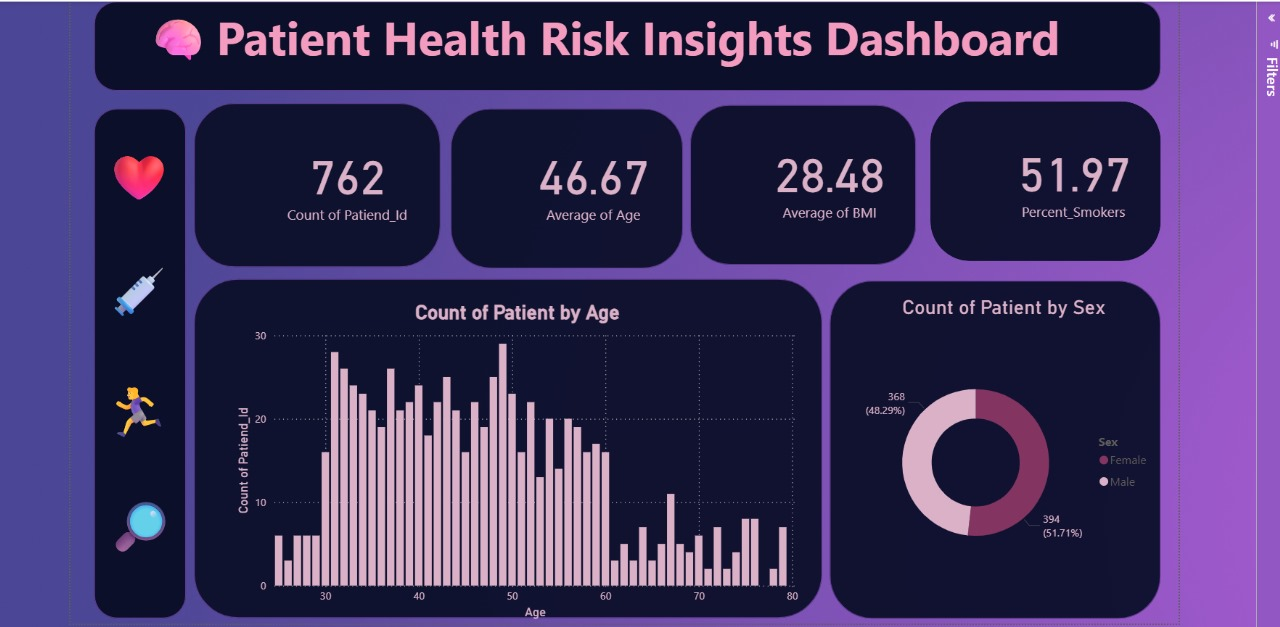 Patient Health Risk Insights Dashboard
Filters
762
Count of Patiend_Id
46.67
Average of Age
28.48
Average of BMI
51.97
Percent_Smokers
Count of Patient by Age
Count of Patiend_Id
30
20
10
0
30 40 50 60 70 80
Age
Count of Patient by Sex
368
(48.29%)
394
(51.71%)
Sex
Female
Male